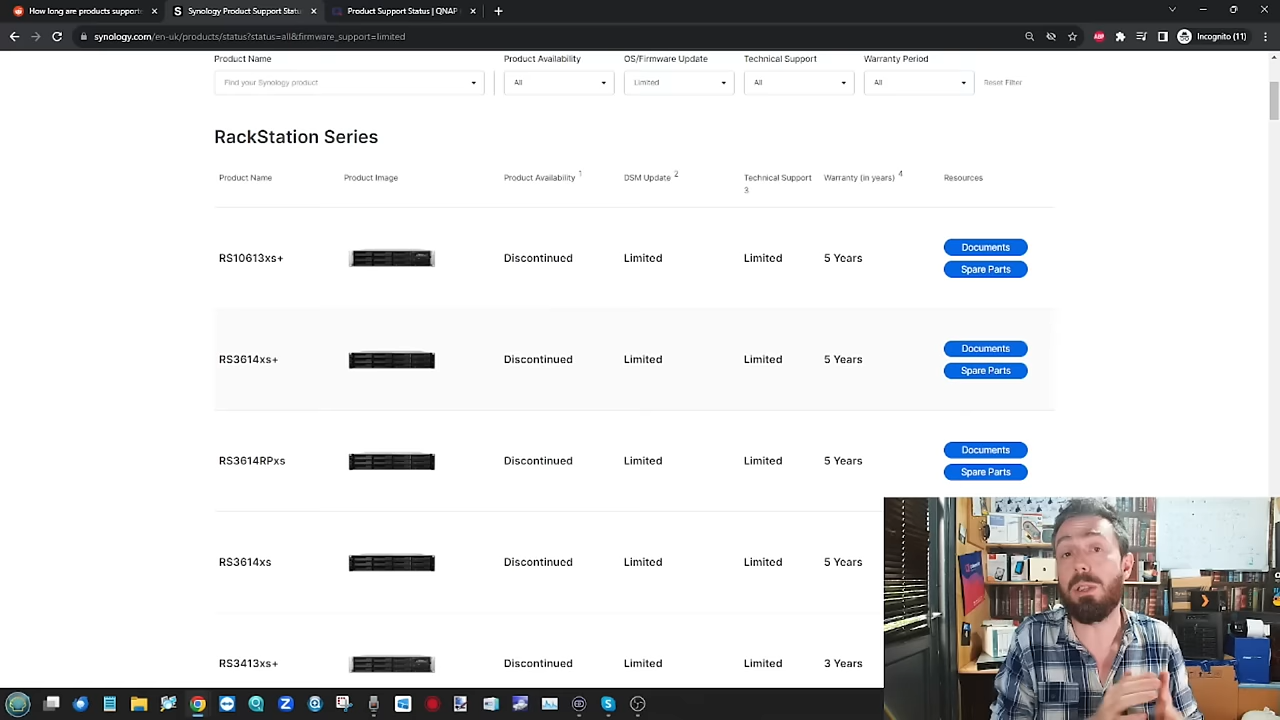 How long are products support
Synology Product Support Statu
Product Support Status | QNAP
synology.com/en-uk/products/status?status=all&firmware_support=limited
Incognito (11)
Product Name
Product Availability
OS/Firmware Update
Technical Support
Warranty Period
Find your Synology product
All
Limited
All
All
Reset Filter
RackStation Series
Product Name
Product Image
Product Availability 1
DSM Update 2
Technical Support
3
Warranty (in years) 4
Resources
RS10613xs+
Discontinued
Limited
Limited
5 Years
Documents
Spare Parts
RS3614xs+
Discontinued
Limited
Limited
5 Years
Documents
Spare Parts
RS3614RPxs
Discontinued
Limited
Limited
5 Years
Documents
Spare Parts
RS3614xs
Discontinued
Limited
Limited
5 Years
RS3413xs+
Discontinued
Limited
Limited
3 Years